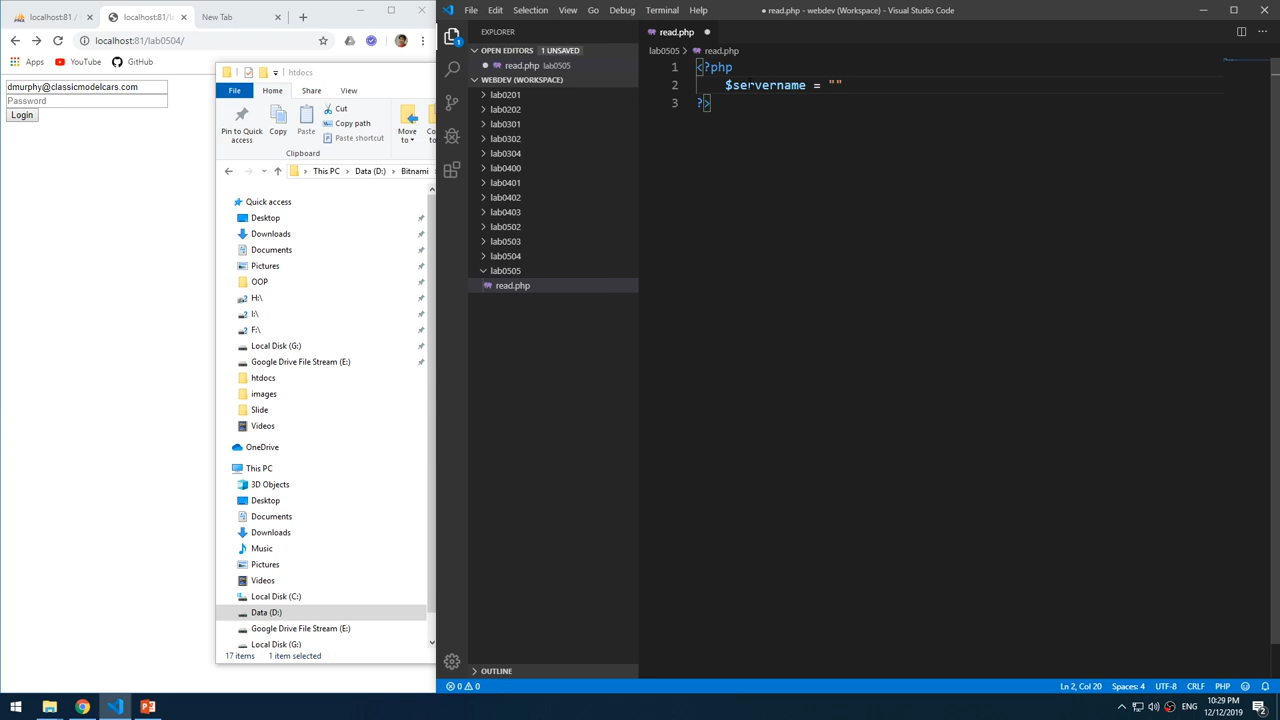 localhost:81 /
localhost:81/la
New Tab
localhost:81/lab0504/
Apps
YouTube
GitHub
dmurphy@classicmodelcars.com
Password
Login
htdocs
File
Home
Share
View
Pin to Quick access
Copy
Paste
Cut
Copy path
Paste shortcut
Move to
Clipboard
This PC > Data (D:) > Bitnami
Quick access
Desktop
Downloads
Documents
Pictures
OOP
H:\
I:\
F:\
Local Disk (G:)
Google Drive File Stream (E:)
htdocs
images
Slide
Videos
OneDrive
This PC
3D Objects
Desktop
Documents
Downloads
Music
Pictures
Videos
Local Disk (C:)
Data (D:)
Google Drive File Stream (E:)
Local Disk (G:)
17 items 1 item selected
File Edit Selection View Go Debug Terminal Help
● read.php - webdev (Workspace) - Visual Studio Code
EXPLORER
OPEN EDITORS 1 UNSAVED
● read.php lab0505
WEBDEV (WORKSPACE)
lab0201
lab0202
lab0301
lab0302
lab0304
lab0400
lab0401
lab0402
lab0403
lab0502
lab0503
lab0504
lab0505
read.php
OUTLINE
read.php ●
lab0505 > read.php
1 <?php
2 $servername = ""
3 ?>
0 0
Ln 2, Col 20 Spaces: 4 UTF-8 CRLF PHP
1
ENG
10:29 PM
12/12/2019
2